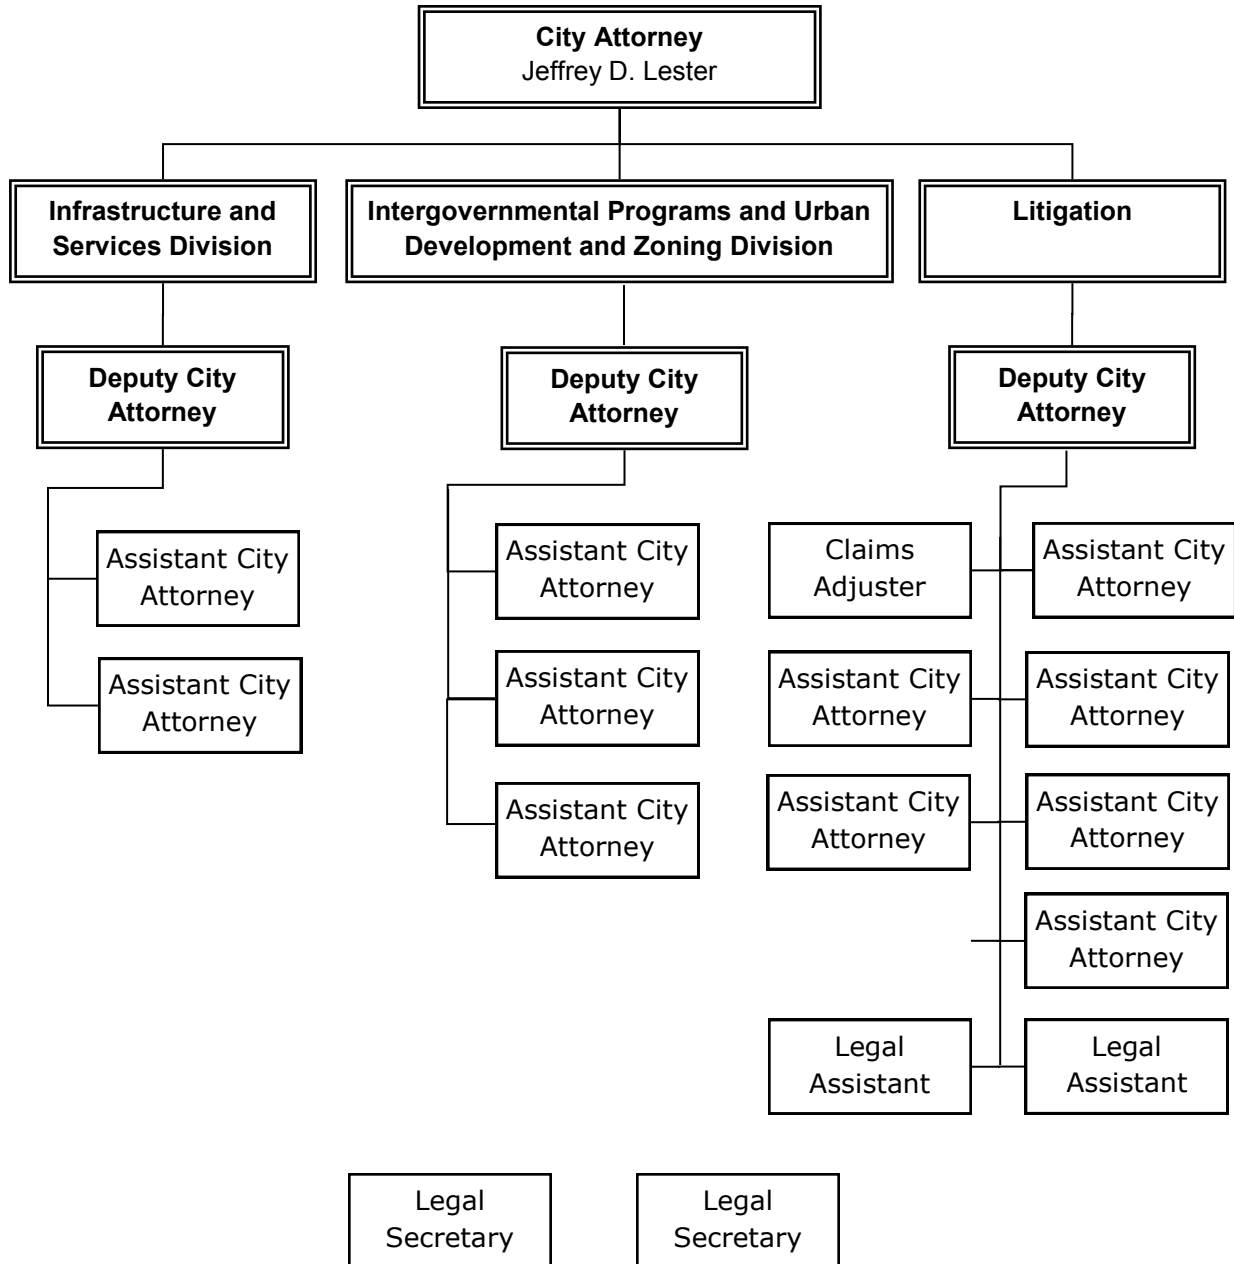 City Attorney
Jeffrey D. Lester
Infrastructure and
Services Division
Intergovernmental Programs and Urban
Development and Zoning Division
Litigation
Deputy City
Attorney
Deputy City
Attorney
Deputy City
Attorney
Assistant City
Attorney
Assistant City
Attorney
Assistant City
Attorney
Assistant City
Attorney
Assistant City
Attorney
Claims
Adjuster
Assistant City
Attorney
Assistant City
Attorney
Assistant City
Attorney
Assistant City
Attorney
Assistant City
Attorney
Assistant City
Attorney
Legal
Assistant
Legal
Assistant
Legal
Secretary
Legal
Secretary